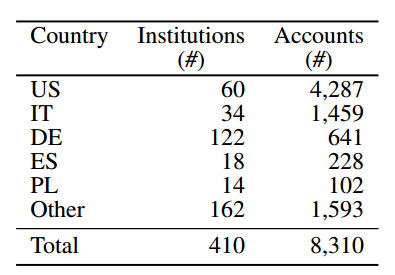 Country Institutions Accounts
(#) (#)
US 60 4,287
IT 34 1,459
DE 122 641
ES 18 228
PL 14 102
Other 162 1,593
Total 410 8,310